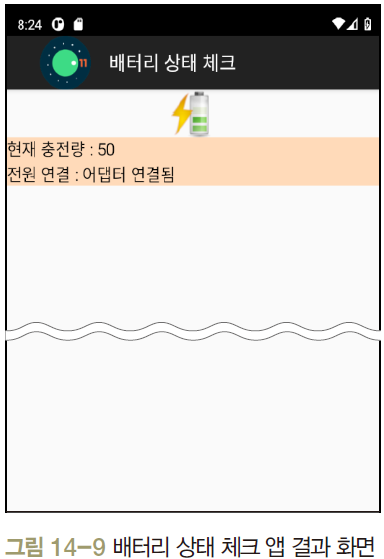 8:24
11
배터리 상태 체크
현재 충전량 : 50
전원 연결 : 어댑터 연결됨
그림 14-9 배터리 상태 체크 앱 결과 화면